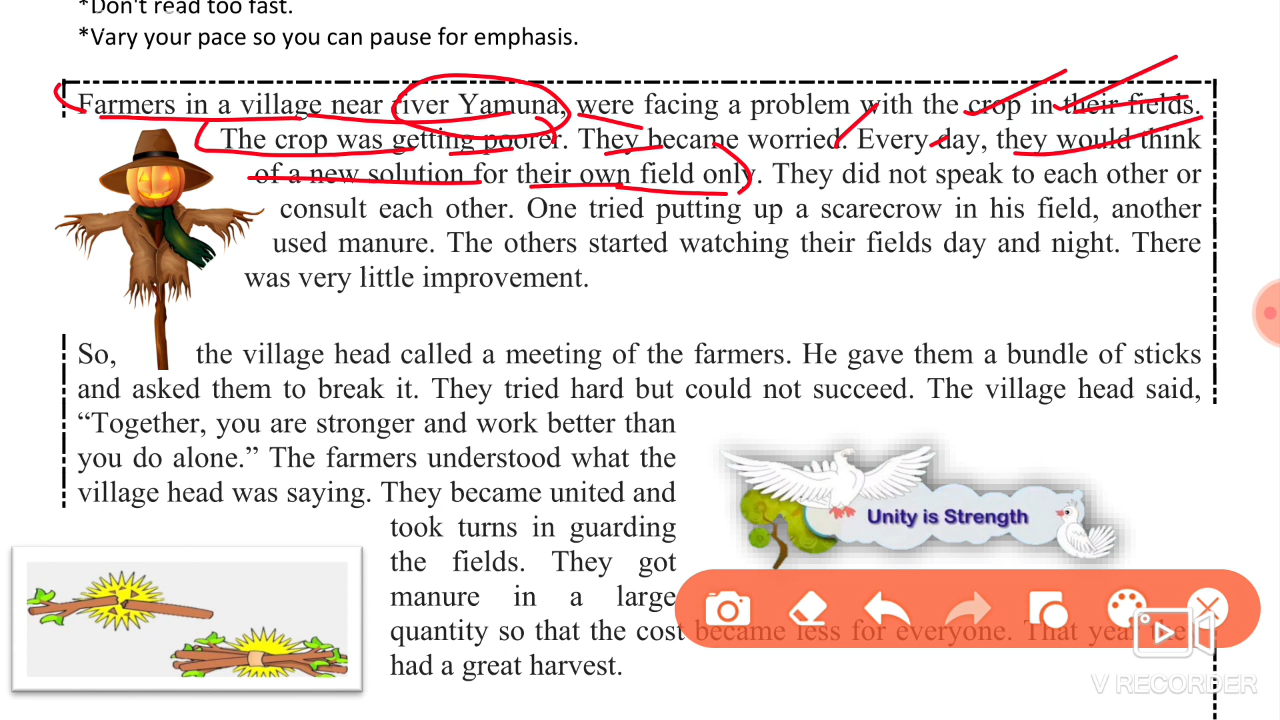 *Don't read too fast.
*Vary your pace so you can pause for emphasis.
Farmers in a village near river Yamuna, were facing a problem with the crop in their fields.
The crop was getting poorer. They became worried. Every day, they would think
of a new solution for their own field only. They did not speak to each other or
consult each other. One tried putting up a scarecrow in his field, another
used manure. The others started watching their fields day and night. There
was very little improvement.
So, the village head called a meeting of the farmers. He gave them a bundle of sticks
and asked them to break it. They tried hard but could not succeed. The village head said,
“Together, you are stronger and work better than
you do alone.” The farmers understood what the
village head was saying. They became united and
took turns in guarding
the fields. They got
manure in a large
quantity so that the cost became less for everyone. That year they
had a great harvest.
Unity is Strength
V RECORDER